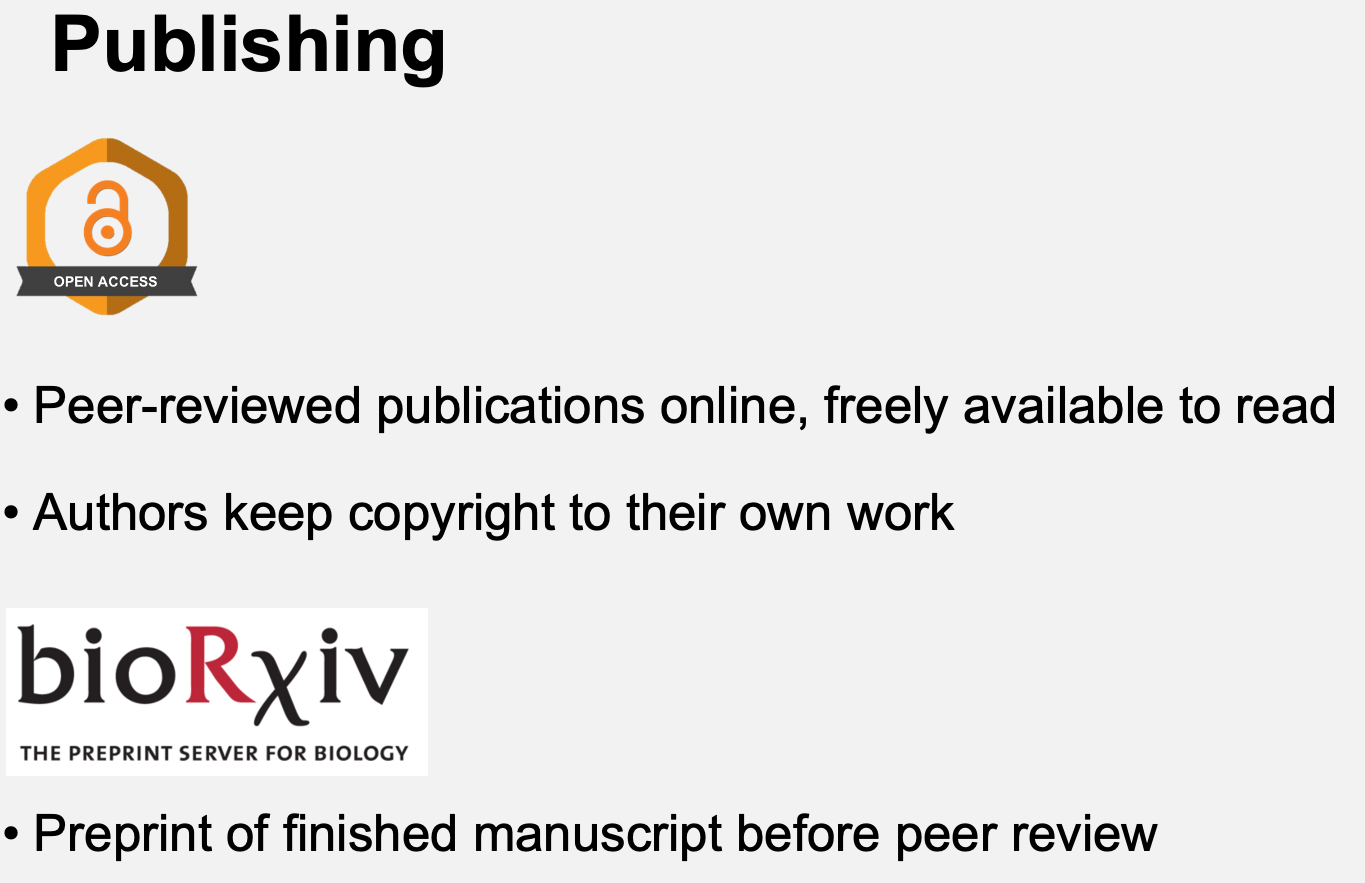 Publishing
OPEN ACCESS
• Peer-reviewed publications online, freely available to read
• Authors keep copyright to their own work
bioRχiv
THE PREPRINT SERVER FOR BIOLOGY
• Preprint of finished manuscript before peer review